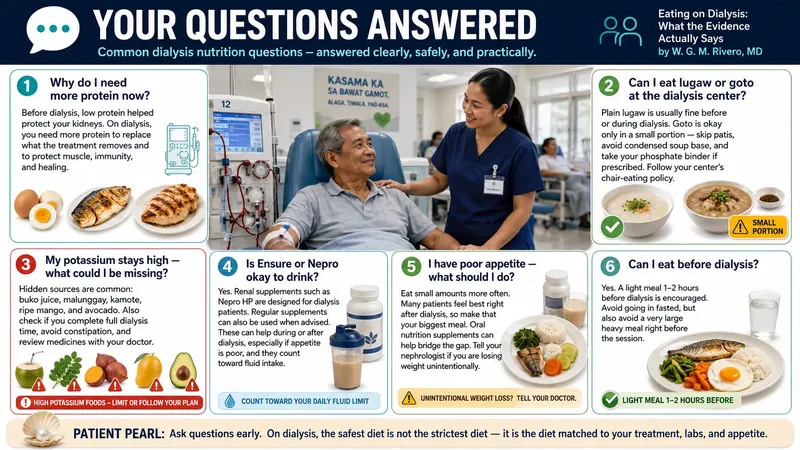 YOUR QUESTIONS ANSWERED
Common dialysis nutrition questions – answered clearly, safely, and practically.
Eating on Dialysis:
What the Evidence
Actually Says
by W. G. M. Rivero, MD
1
Why do I need
more protein now?
Before dialysis, low protein helped
protect your kidneys. On dialysis,
you need more protein to replace
what the treatment removes and
to protect muscle, immunity,
and healing.
12
KASAMA KA
SA BAWAT GAMOT.
ALAGA, TIWALA, PAG-ASA.
2
Can I eat lugaw or goto
at the dialysis center?
Plain lugaw is usually fine before
or during dialysis. Goto is okay
only in a small portion – skip patis,
avoid condensed soup base, and
take your phosphate binder if
prescribed. Follow your center's
chair-eating policy.
SMALL
PORTION
3
My potassium stays high –
what could I be missing?
Hidden sources are common:
buko juice, malunggay, kamote,
ripe mango, and avocado. Also
check if you complete full dialysis
time, avoid constipation, and
review medicines with your doctor.
HIGH POTASSIUM FOODS – LIMIT OR FOLLOW YOUR PLAN
4
Is Ensure or Nepro
okay to drink?
Yes. Renal supplements such as
Nepro HP are designed for dialysis
patients. Regular supplements
can also be used when advised.
These can help during or after
dialysis, especially if appetite
is poor, and they count
toward fluid intake.
COUNT TOWARD YOUR DAILY FLUID LIMIT
5
I have poor appetite –
what should I do?
Eat small amounts more often.
Many patients feel best right
after dialysis, so make that
your biggest meal. Oral
nutrition supplements can
help bridge the gap. Tell your
nephrologist if you are losing
weight unintentionally.
UNINTENTIONAL WEIGHT LOSS? TELL YOUR DOCTOR.
6
Can I eat before dialysis?
Yes. A light meal 1–2 hours
before dialysis is encouraged.
Avoid going in fasted, but
also avoid a very large
heavy meal right before
the session.
LIGHT MEAL 1–2 HOURS BEFORE
PATIENT PEARL: Ask questions early. On dialysis, the safest diet is not the strictest diet — it is the diet matched to your treatment, labs, and appetite.